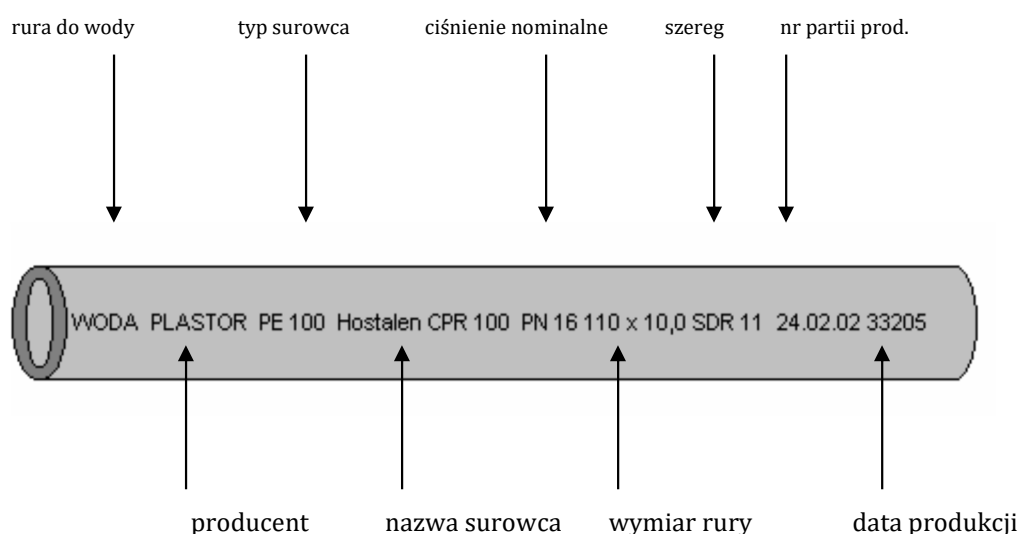 rura do wody typ surowca ciśnienie nominalne szereg nr partii prod.
WODA PLASTOR PE 100 Hostalen CPR 100 PN 16 110 x 10,0 SDR 11 24.02.02 33205
producent nazwa surowca wymiar rury data produkcji